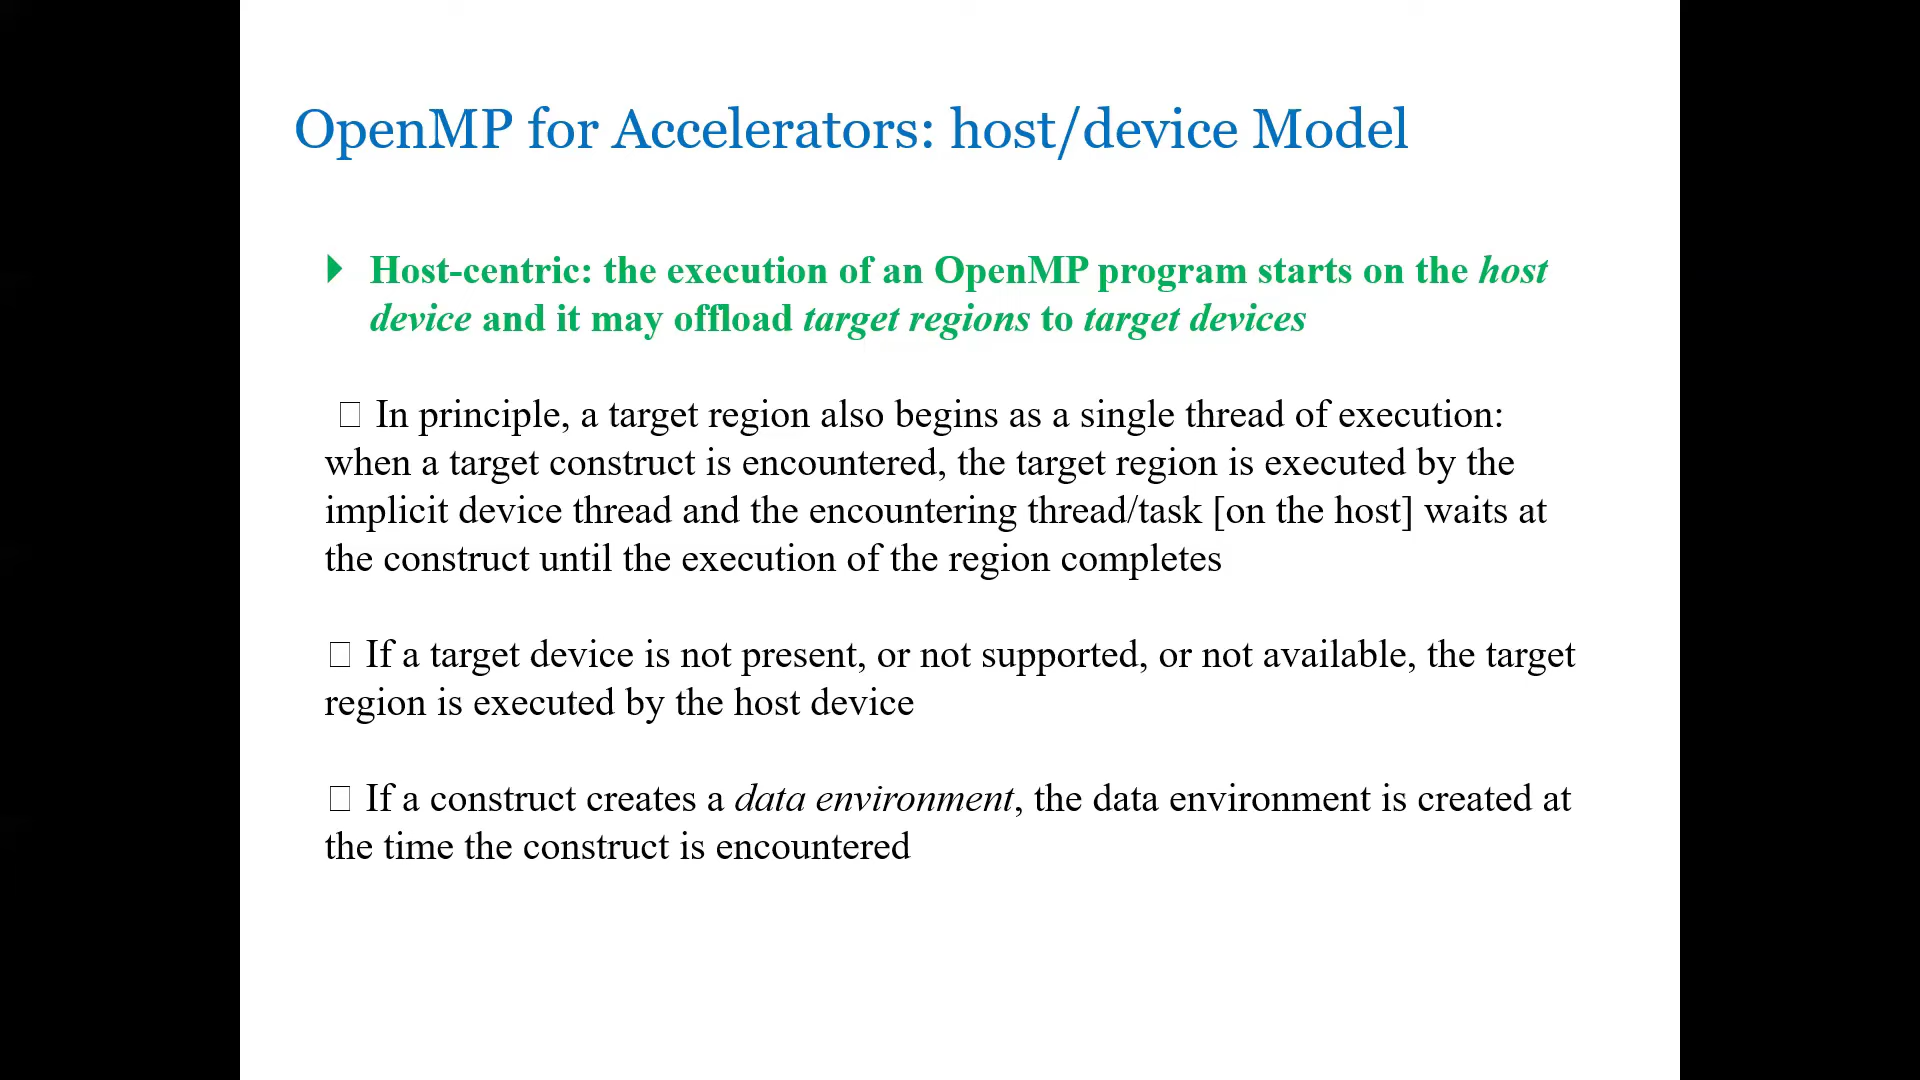 OpenMP for Accelerators: host/device Model
Host-centric: the execution of an OpenMP program starts on the host
device and it may offload target regions to target devices
In principle, a target region also begins as a single thread of execution:
when a target construct is encountered, the target region is executed by the
implicit device thread and the encountering thread/task [on the host] waits at
the construct until the execution of the region completes
If a target device is not present, or not supported, or not available, the target
region is executed by the host device
If a construct creates a data environment, the data environment is created at
the time the construct is encountered